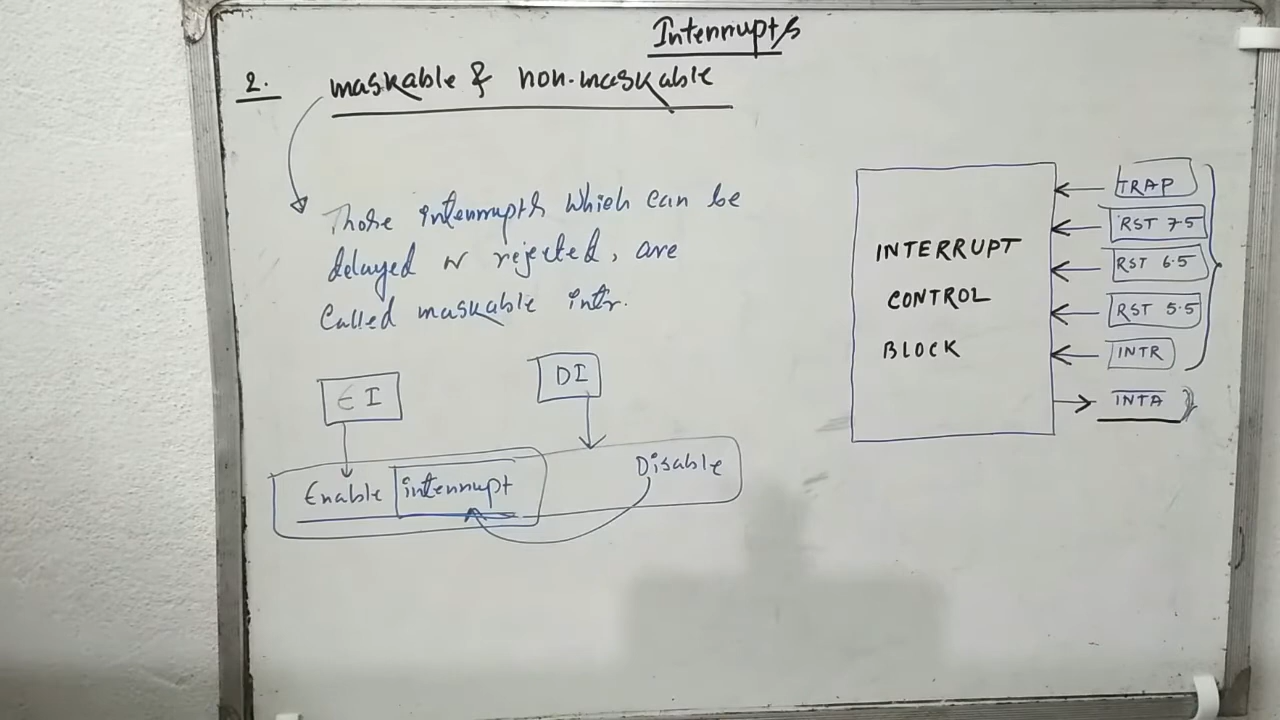 Interrupts
2. maskable & non-maskable
Those interrupts which can be
delayed or rejected, are
Called maskable intr.
EI
DI
Enable interrupt
Disable
INTERRUPT
CONTROL
BLOCK
TRAP
RST 7.5
RST 6.5
RST 5.5
INTR
INTA